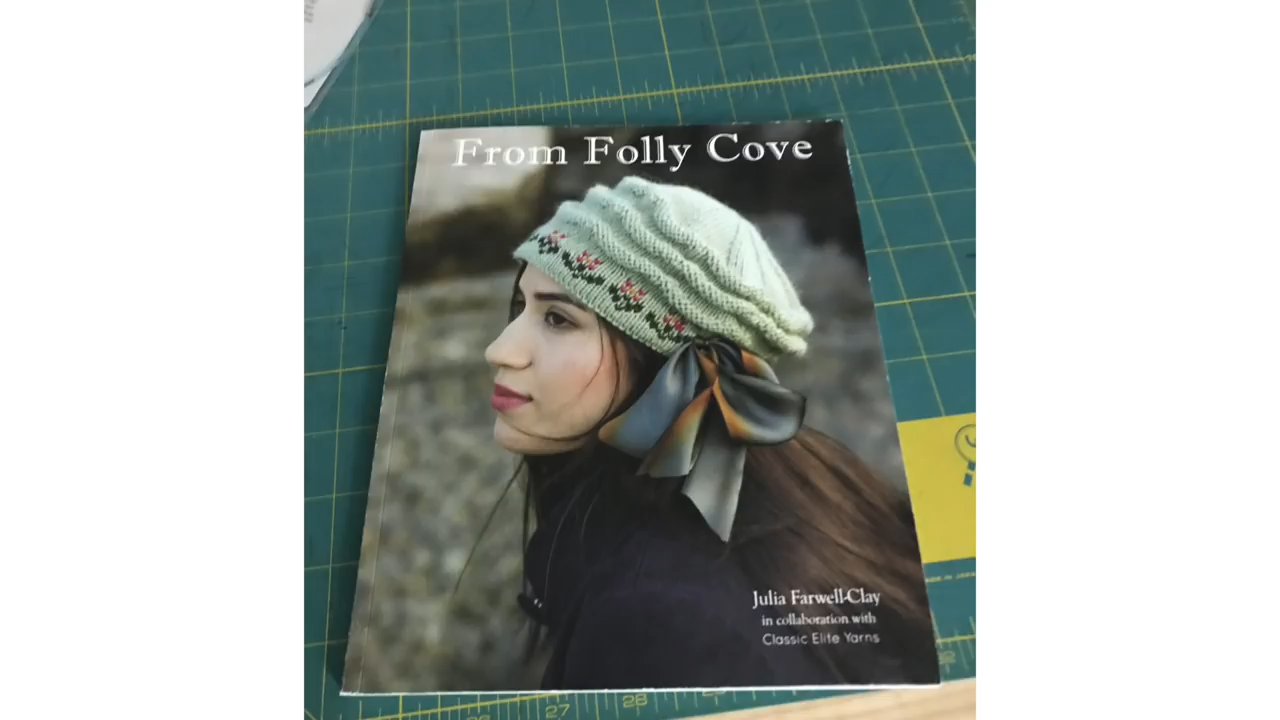 From Folly Cove
Julia Farwell-Clay
in collaboration with
Classic Elite Yarns
27
28